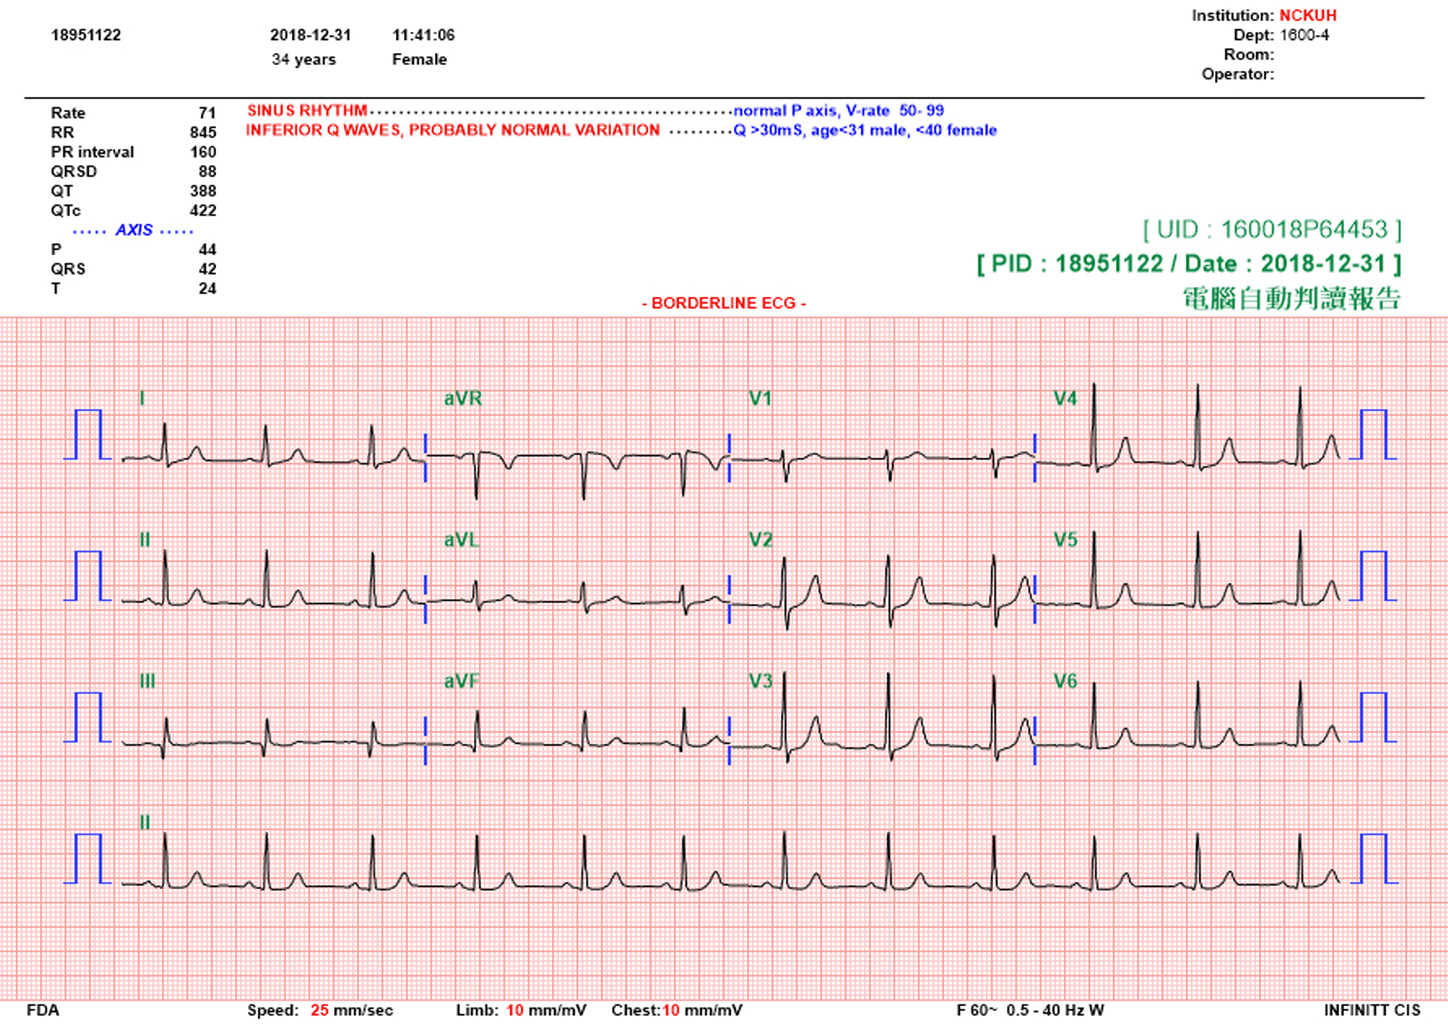 18951122 2018-12-31 11:41:06
34 years Female
Institution: NCKUH
Dept: 1600-4
Room:
Operator:
Rate 71
RR 845
PR interval 160
QRSD 88
QT 388
QTc 422
····· AXIS ·····
P 44
QRS 42
T 24
SINUS RHYTHM normal P axis, V-rate 50- 99
INFERIOR Q WAVES, PROBABLY NORMAL VARIATION Q >30mS, age<31 male, <40 female
[ UID : 160018P64453 ]
[ PID : 18951122 / Date : 2018-12-31 ]
電腦自動判讀報告
- BORDERLINE ECG -
I aVR V1 V4
II aVL V2 V5
III aVF V3 V6
II
FDA Speed: 25 mm/sec Limb: 10 mm/mV Chest:10 mm/mV F 60~ 0.5 - 40 Hz W INFINITT CIS